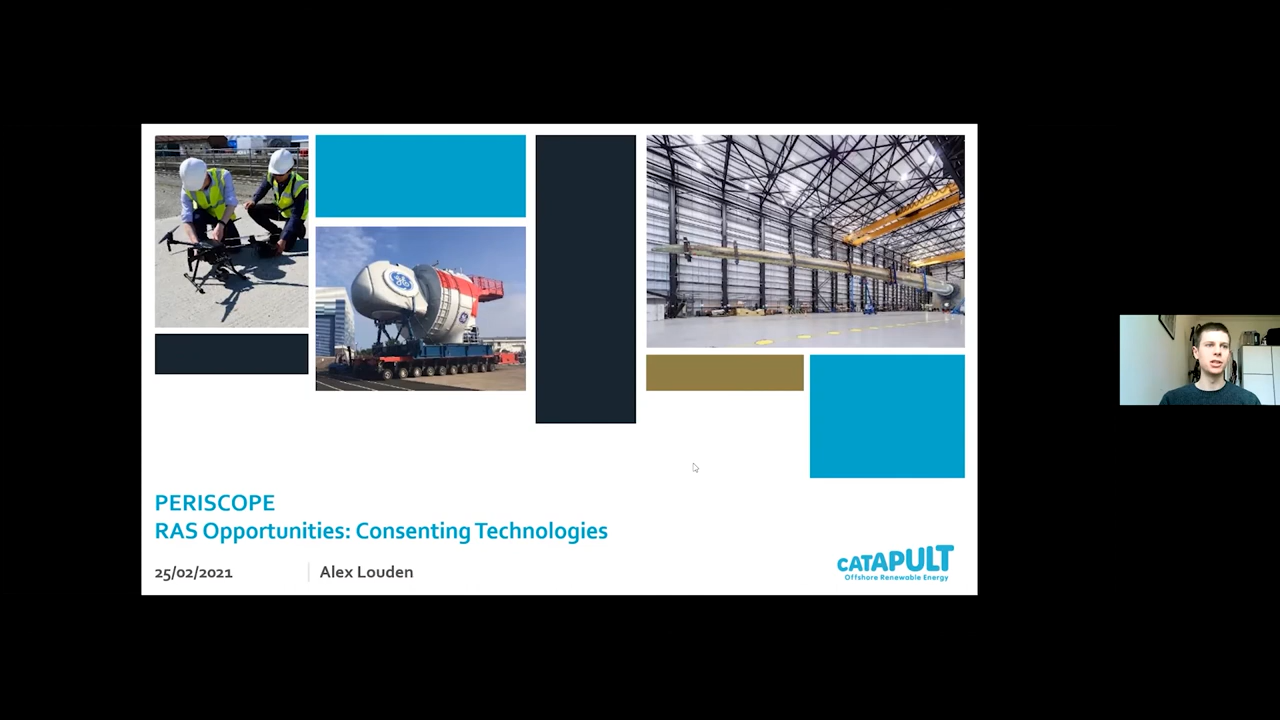 PERISCOPE
RAS Opportunities: Consenting Technologies
25/02/2021
Alex Louden
CATAPULT
Offshore Renewable Energy